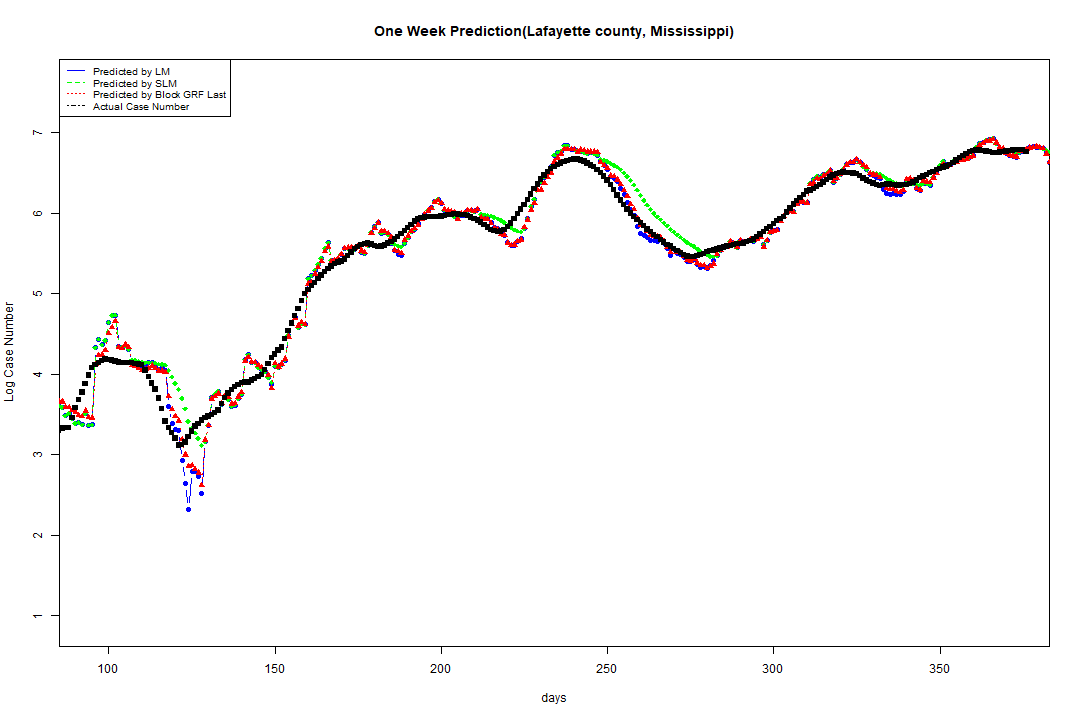 One Week Prediction(Lafayette county, Mississippi)
Predicted by LM
Predicted by SLM
Predicted by Block GRF Last
Actual Case Number
Log Case Number
7
6
5
4
3
2
1
100 150 200 250 300 350
days